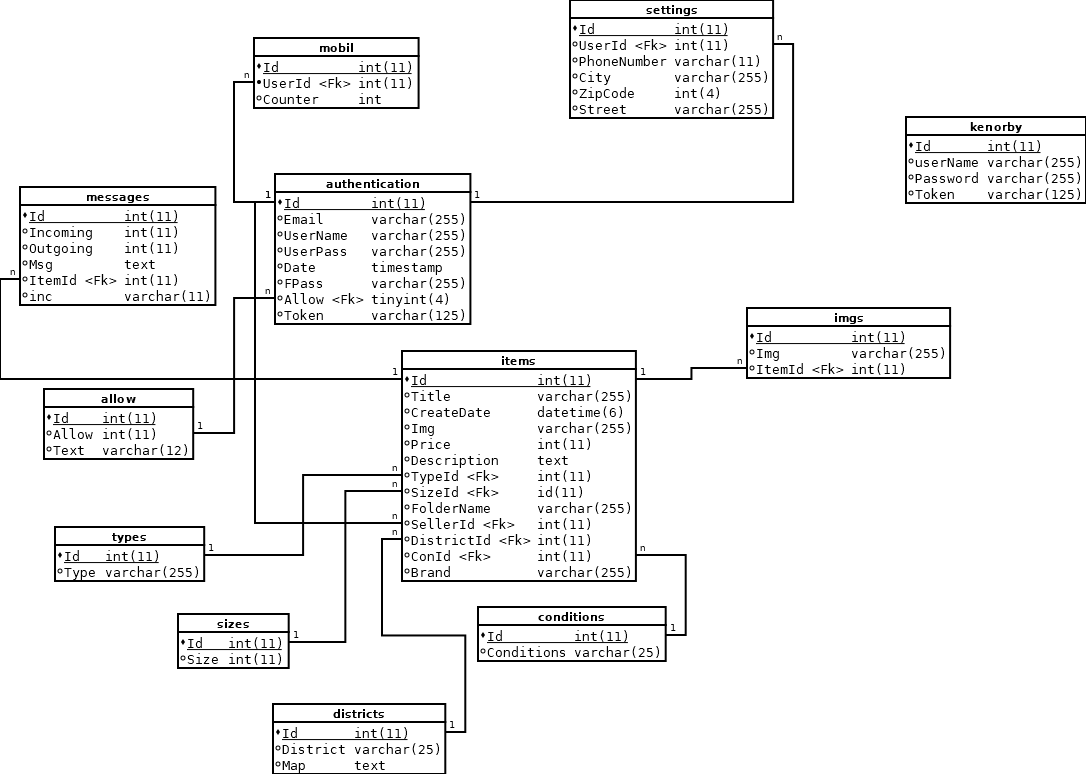 settings
Id int(11)
UserId <Fk> int(11)
PhoneNumber varchar(11)
City varchar(255)
ZipCode int(4)
Street varchar(255)
n
mobil
Id int(11)
UserId <Fk> int(11)
Counter int
n
kenorby
Id int(11)
userName varchar(255)
Password varchar(255)
Token varchar(125)
authentication
Id int(11)
Email varchar(255)
UserName varchar(255)
UserPass varchar(255)
Date timestamp
FPass varchar(255)
Allow <Fk> tinyint(4)
Token varchar(125)
1
1
n
messages
Id int(11)
Incoming int(11)
Outgoing int(11)
Msg text
ItemId <Fk> int(11)
inc varchar(11)
n
imgs
Id int(11)
Img varchar(255)
ItemId <Fk> int(11)
n
items
Id int(11)
Title varchar(255)
CreateDate datetime(6)
Img varchar(255)
Price int(11)
Description text
TypeId <Fk> int(11)
SizeId <Fk> id(11)
FolderName varchar(255)
SellerId <Fk> int(11)
DistrictId <Fk> int(11)
ConId <Fk> int(11)
Brand varchar(255)
1
1
n
n
n
n
n
allow
Id int(11)
Allow int(11)
Text varchar(12)
1
types
Id int(11)
Type varchar(255)
1
conditions
Id int(11)
Conditions varchar(25)
1
sizes
Id int(11)
Size int(11)
1
districts
Id int(11)
District varchar(25)
Map text
1